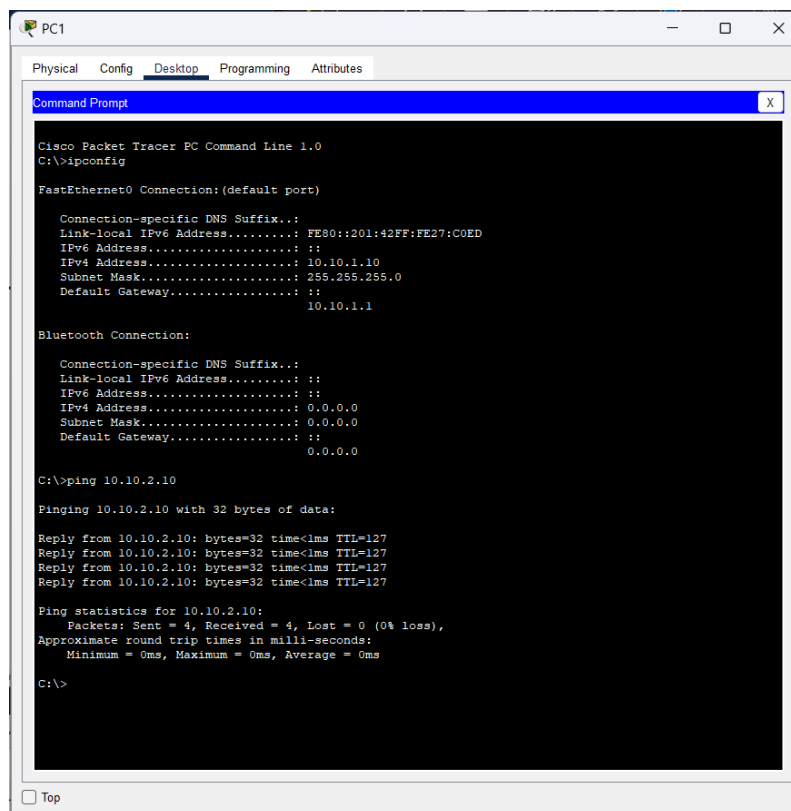 PC1
Physical Config Desktop Programming Attributes
Command Prompt
X
Cisco Packet Tracer PC Command Line 1.0
C:\>ipconfig
FastEthernet0 Connection:(default port)
Connection-specific DNS Suffix..:
Link-local IPv6 Address.........: FE80::201:42FF:FE27:C0ED
IPv6 Address....................: ::
IPv4 Address....................: 10.10.1.10
Subnet Mask.....................: 255.255.255.0
Default Gateway.................: ::
10.10.1.1
Bluetooth Connection:
Connection-specific DNS Suffix..:
Link-local IPv6 Address.........: ::
IPv6 Address....................: ::
IPv4 Address....................: 0.0.0.0
Subnet Mask.....................: 0.0.0.0
Default Gateway.................: ::
0.0.0.0
C:\>ping 10.10.2.10
Pinging 10.10.2.10 with 32 bytes of data:
Reply from 10.10.2.10: bytes=32 time<1ms TTL=127
Reply from 10.10.2.10: bytes=32 time<1ms TTL=127
Reply from 10.10.2.10: bytes=32 time<1ms TTL=127
Reply from 10.10.2.10: bytes=32 time<1ms TTL=127
Ping statistics for 10.10.2.10:
Packets: Sent = 4, Received = 4, Lost = 0 (0% loss),
Approximate round trip times in milli-seconds:
Minimum = 0ms, Maximum = 0ms, Average = 0ms
C:\>
Top